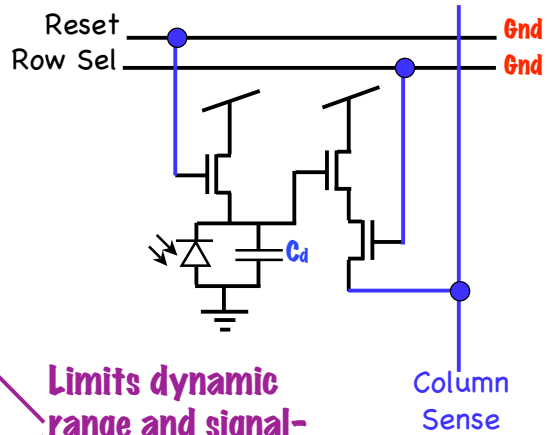 Reset
Gnd
Row Sel
Gnd
Cd
Limits dynamic
range and signal-
Column
Sense